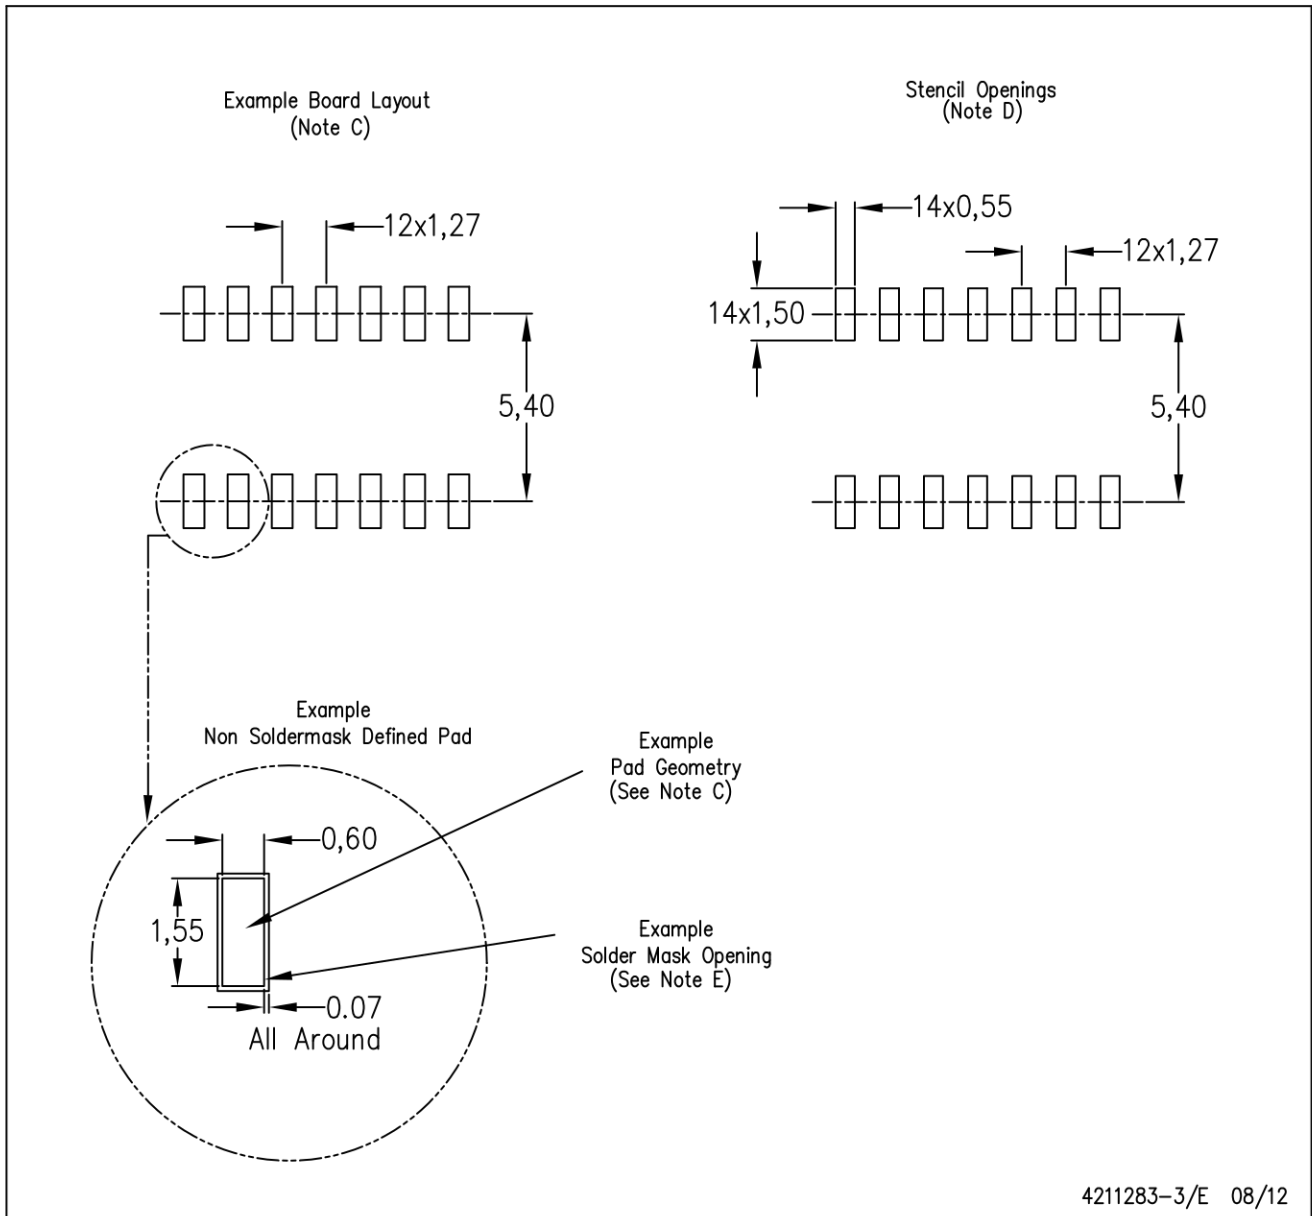 Example Board Layout
(Note C)
12x1,27
5,40
Stencil Openings
(Note D)
14x0,55
12x1,27
14x1,50
5,40
Example
Non Soldermask Defined Pad
Example
Pad Geometry
(See Note C)
0,60
1,55
Example
Solder Mask Opening
(See Note E)
0.07
All Around
4211283-3/E 08/12